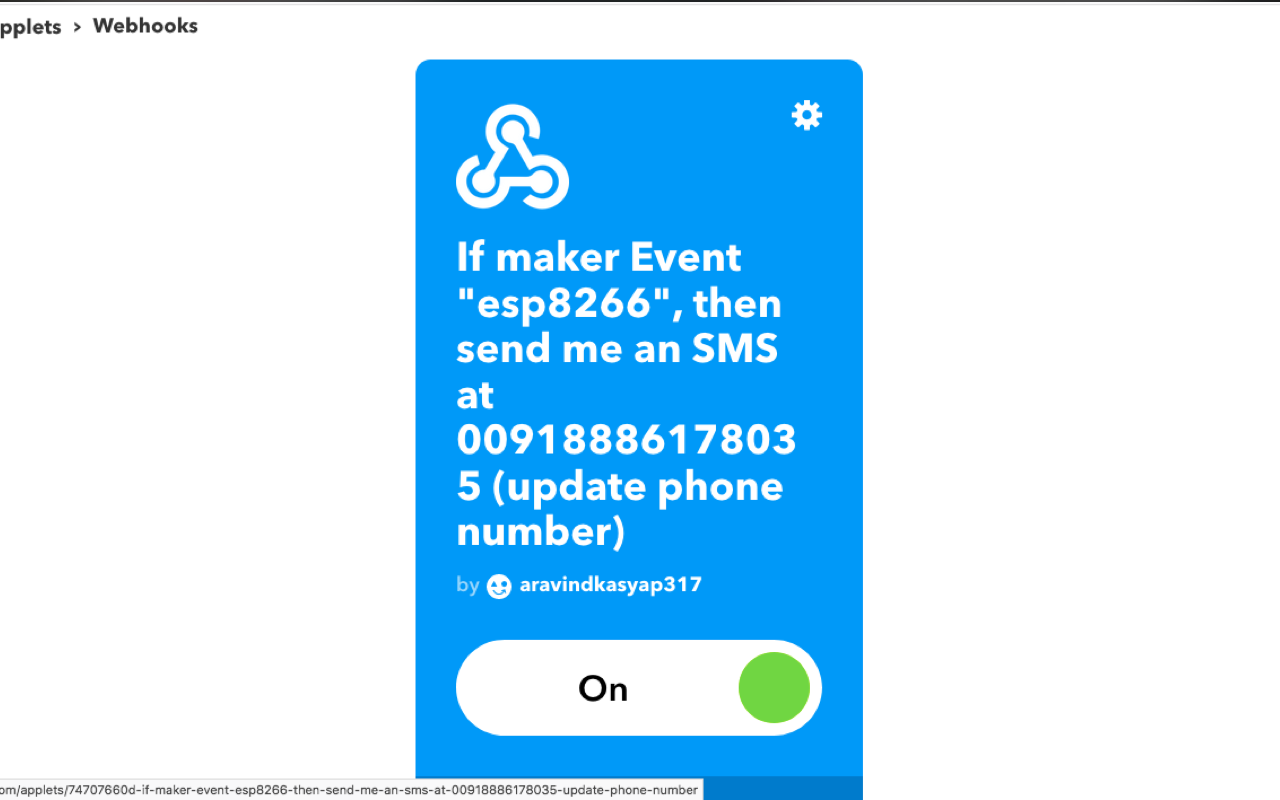 pplets > Webhooks
If maker Event
"esp8266", then
send me an SMS
at
0091888617803
5 (update phone
number)
by aravindkasyap317
On
om/applets/74707660d-if-maker-event-esp8266-then-send-me-an-sms-at-00918886178035-update-phone-number